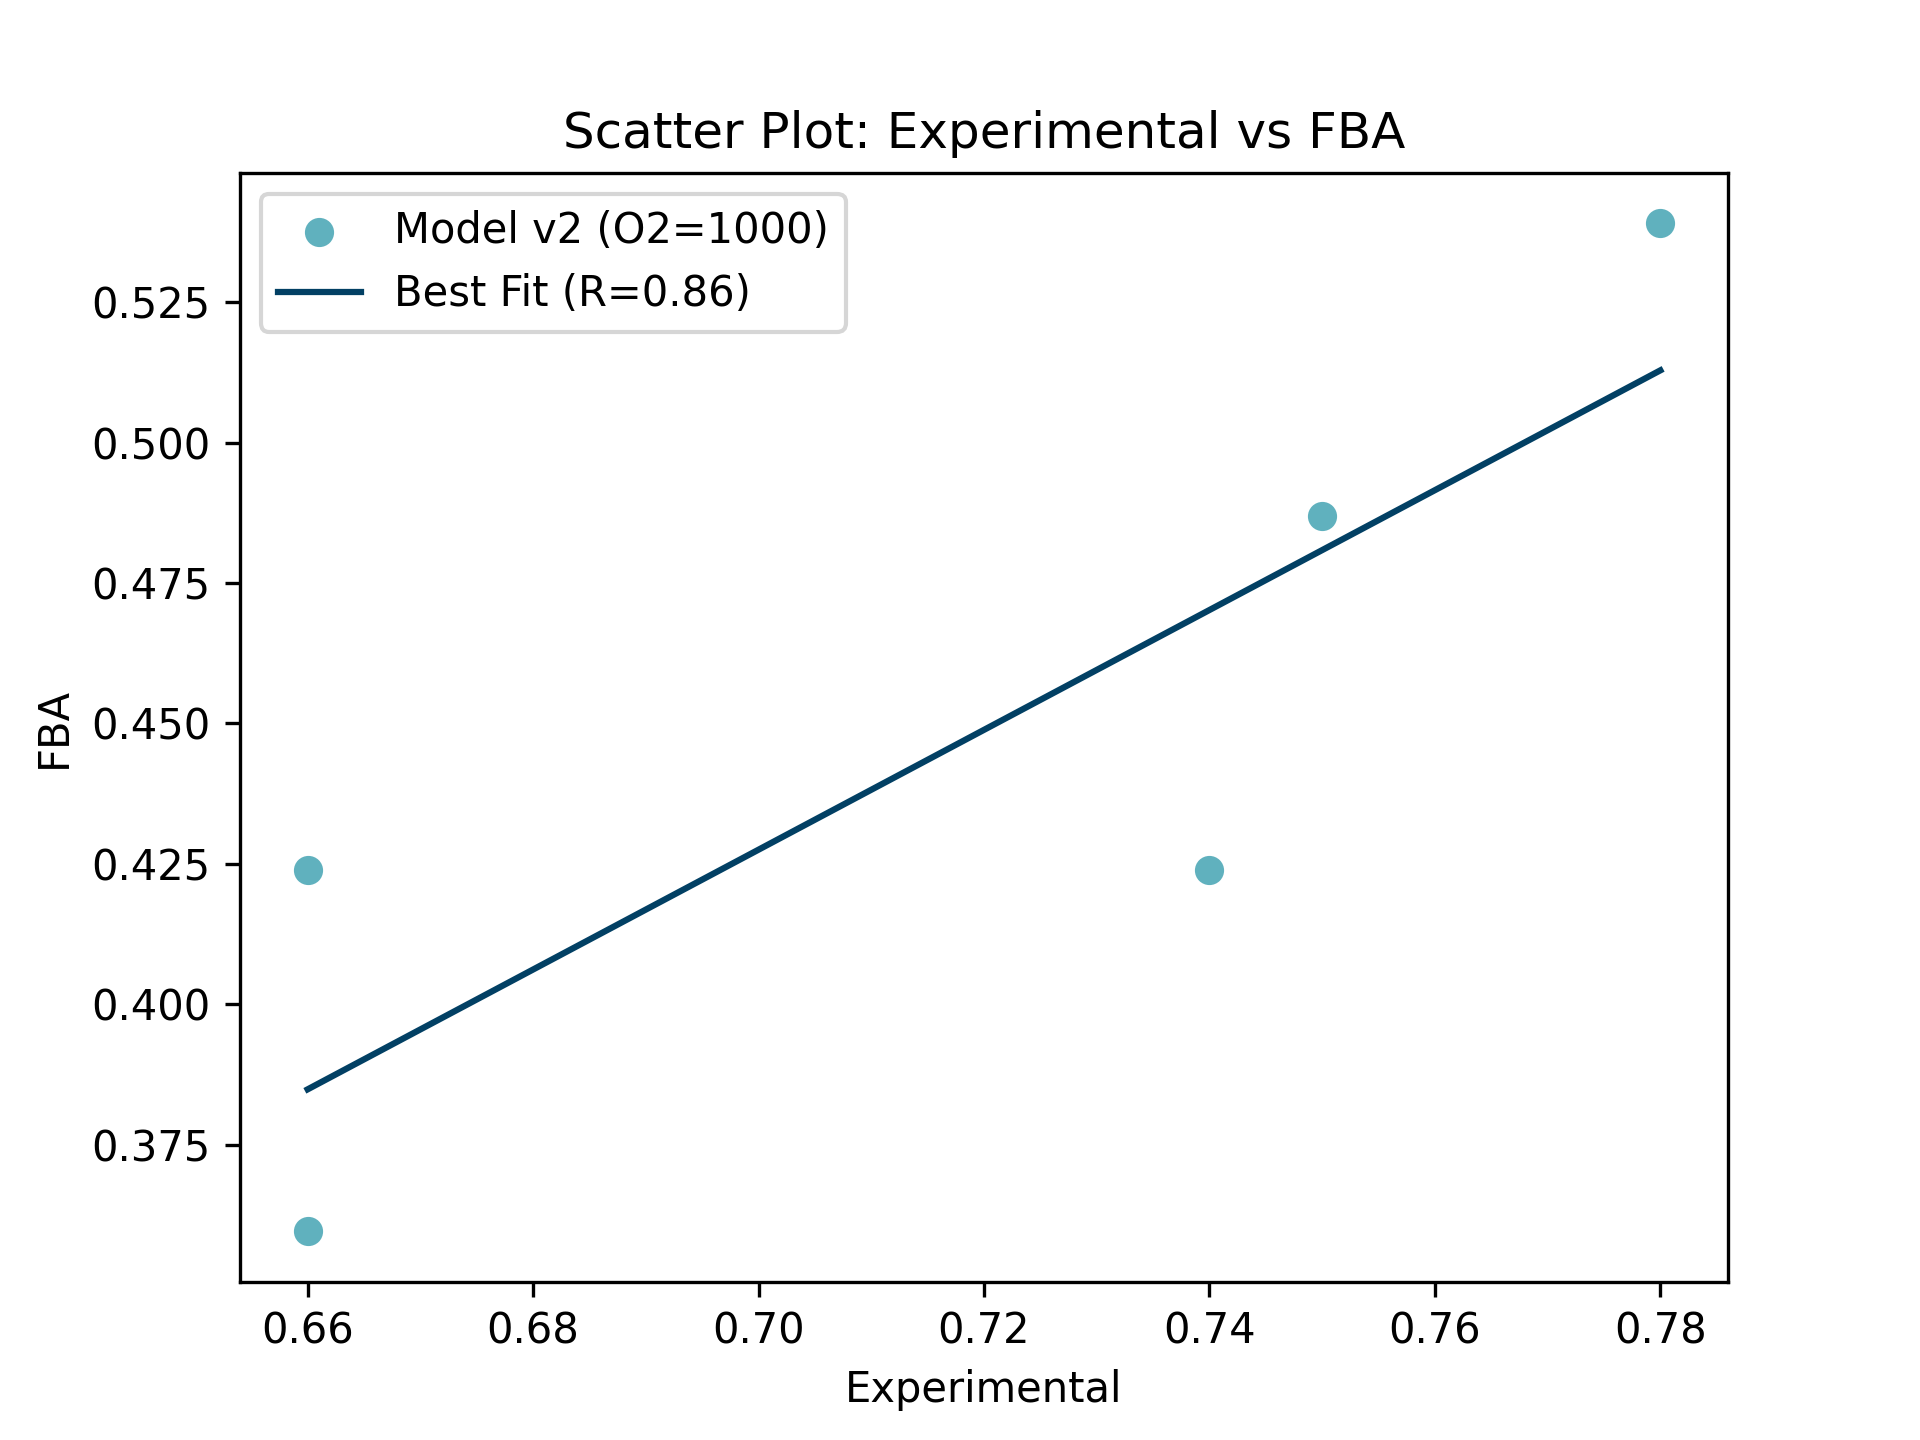 Scatter Plot: Experimental vs FBA
Model v2 (O2=1000)
Best Fit (R=0.86)
0.525
0.500
0.475
0.450
0.425
0.400
0.375
FBA
0.66 0.68 0.70 0.72 0.74 0.76 0.78
Experimental